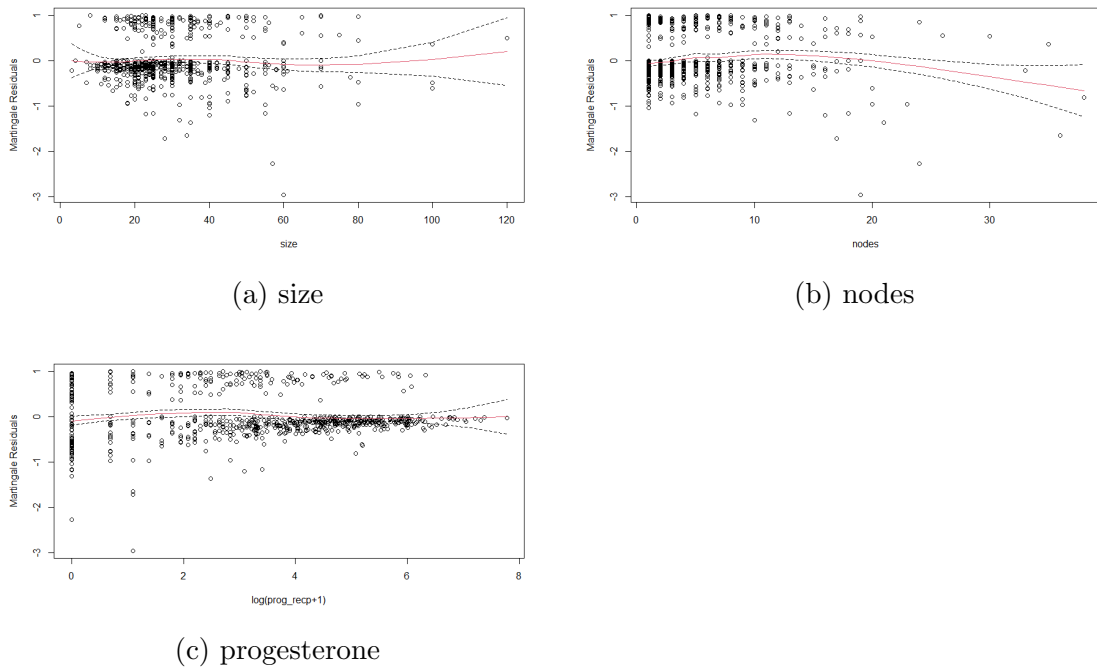 1
0
-1
-2
-3
Martingale Residuals
0 20 40 60 80 100 120
size
(a) size
1
0
-1
-2
-3
Martingale Residuals
0 10 20 30
nodes
(b) nodes
1
0
-1
-2
-3
Martingale Residuals
0 2 4 6 8
log(prog_recp+1)
(c) progesterone